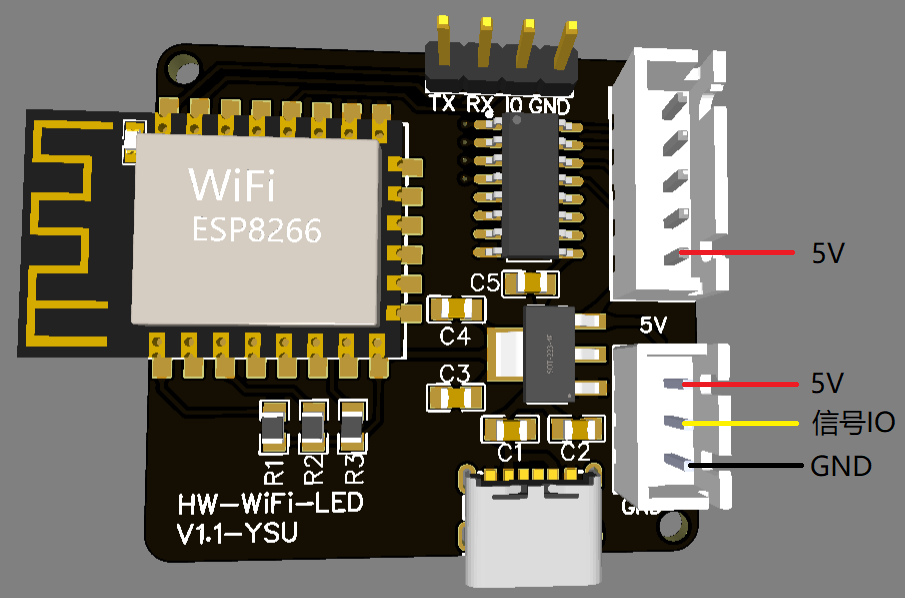 TX RX IO GND
WiFi
ESP8266
5V
C5
C4
5V
C3
5V
信号IO
C1
C2
GND
R1
R2
R3
HW-WiFi-LED
V1.1-YSU
GND